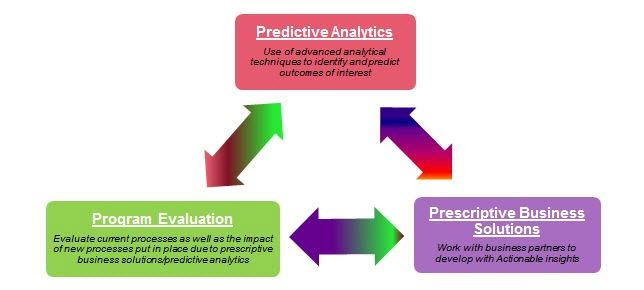 Predictive Analytics
Use of advanced analytical
techniques to identify and predict
outcomes of interest
Program Evaluation
Evaluate current processes as well as the impact
of new processes put in place due to prescriptive
business solutions/predictive analytics
Prescriptive Business
Solutions
Work with business partners to
develop with Actionable insights